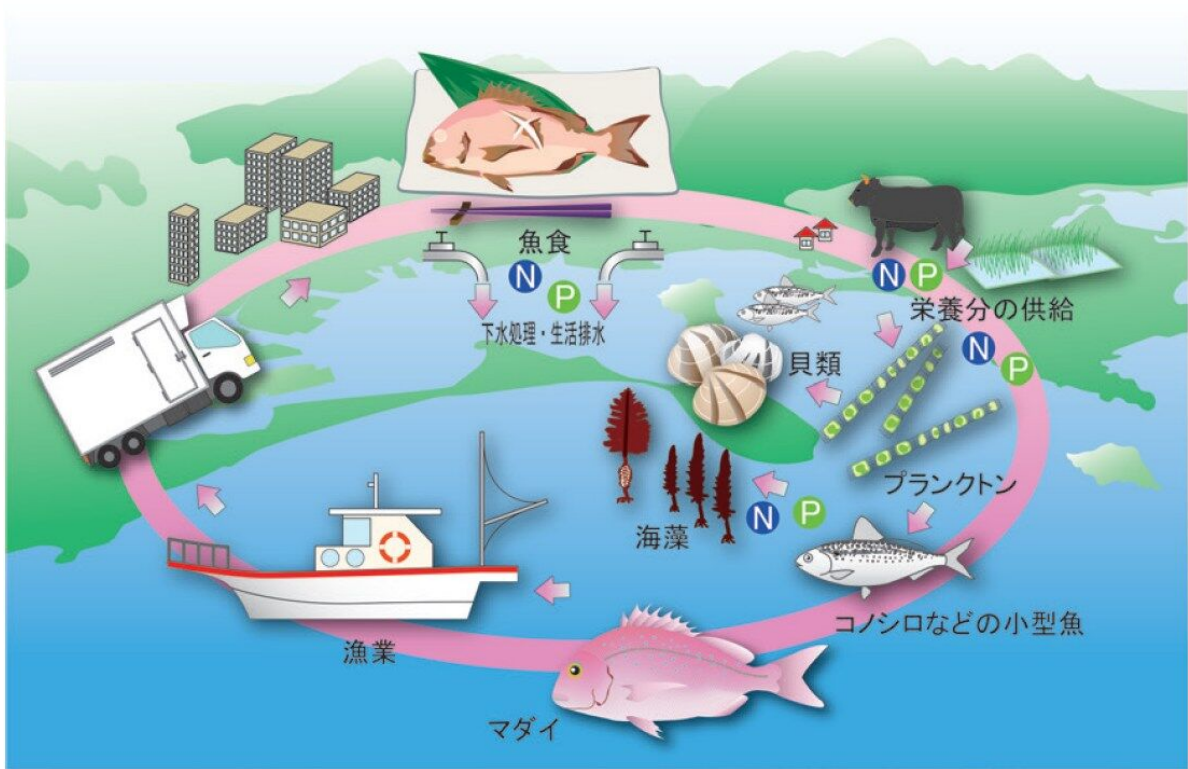 魚食
N
P
下水処理・生活排水
N P
栄養分の供給
N
P
貝類
プランクトン
海藻
N P
コノシロなどの小型魚
漁業
マダイ